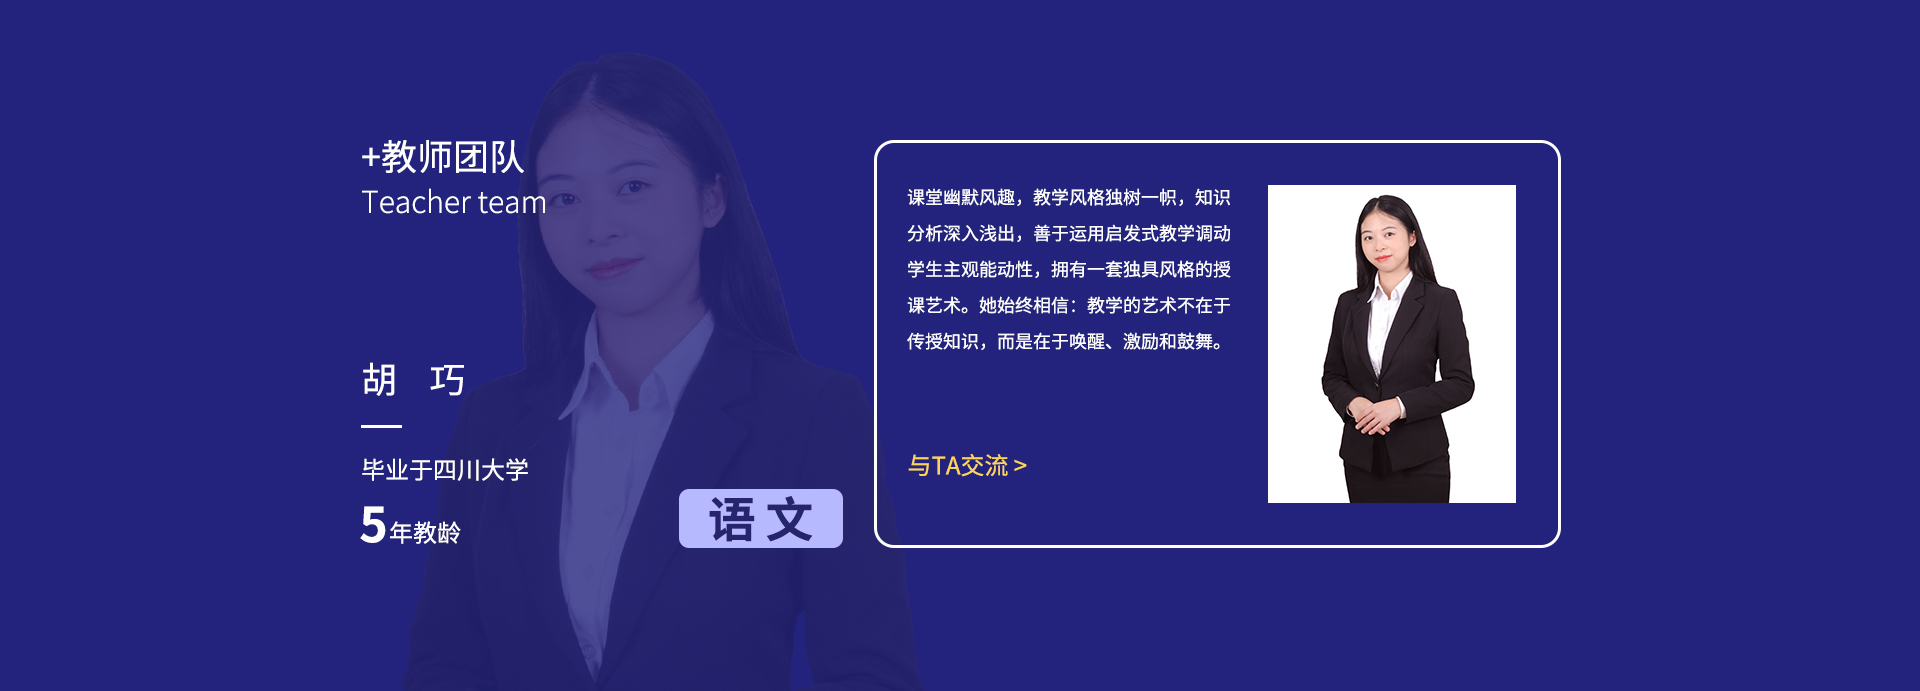 +教师团队
Teacher team
胡 巧
毕业于四川大学
5年教龄
语文
课堂幽默风趣，教学风格独树一帜，知识
分析深入浅出，善于运用启发式教学调动
学生主观能动性，拥有一套独具风格的授
课艺术。她始终相信：教学的艺术不在于
传授知识，而是在于唤醒、激励和鼓舞。
与TA交流 >